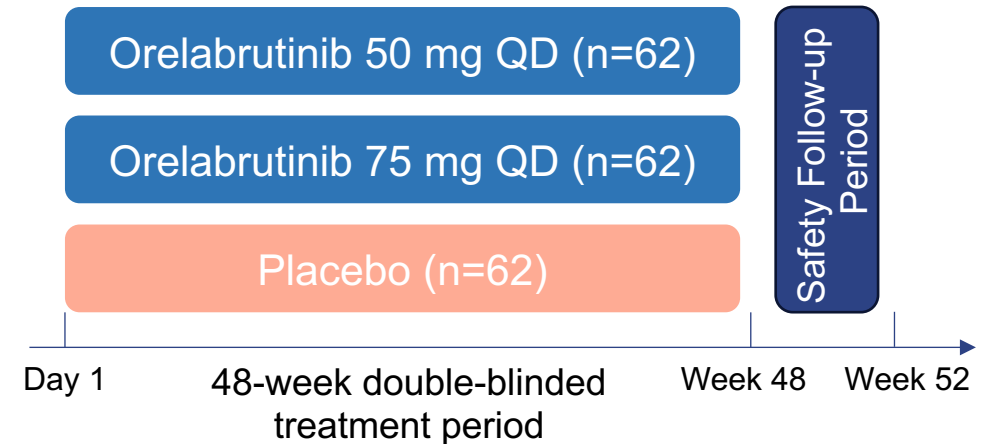 Orelabrutinib 50 mg QD (n=62)
Orelabrutinib 75 mg QD (n=62)
Placebo (n=62)
Safety Follow-up
Period
Day 1
48-week double-blinded
treatment period
Week 48
Week 52